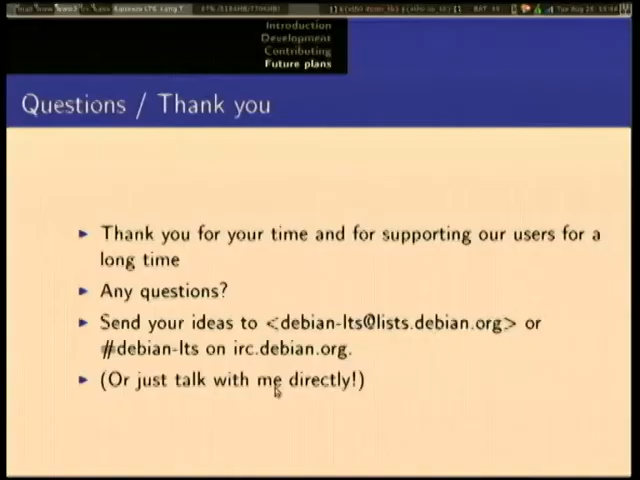 Introduction
Development
Contributing
Future plans
Questions / Thank you
Thank you for your time and for supporting our users for a
long time
Any questions?
Send your ideas to <debian-lts@lists.debian.org> or
#debian-lts on irc.debian.org.
(Or just talk with me directly!)